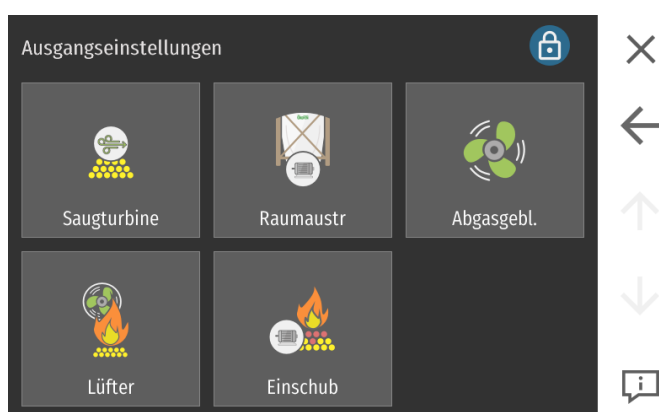 Ausgangseinstellungen
Saugturbine
Raumaustr
Abgasgebl.
Lüfter
Einschub